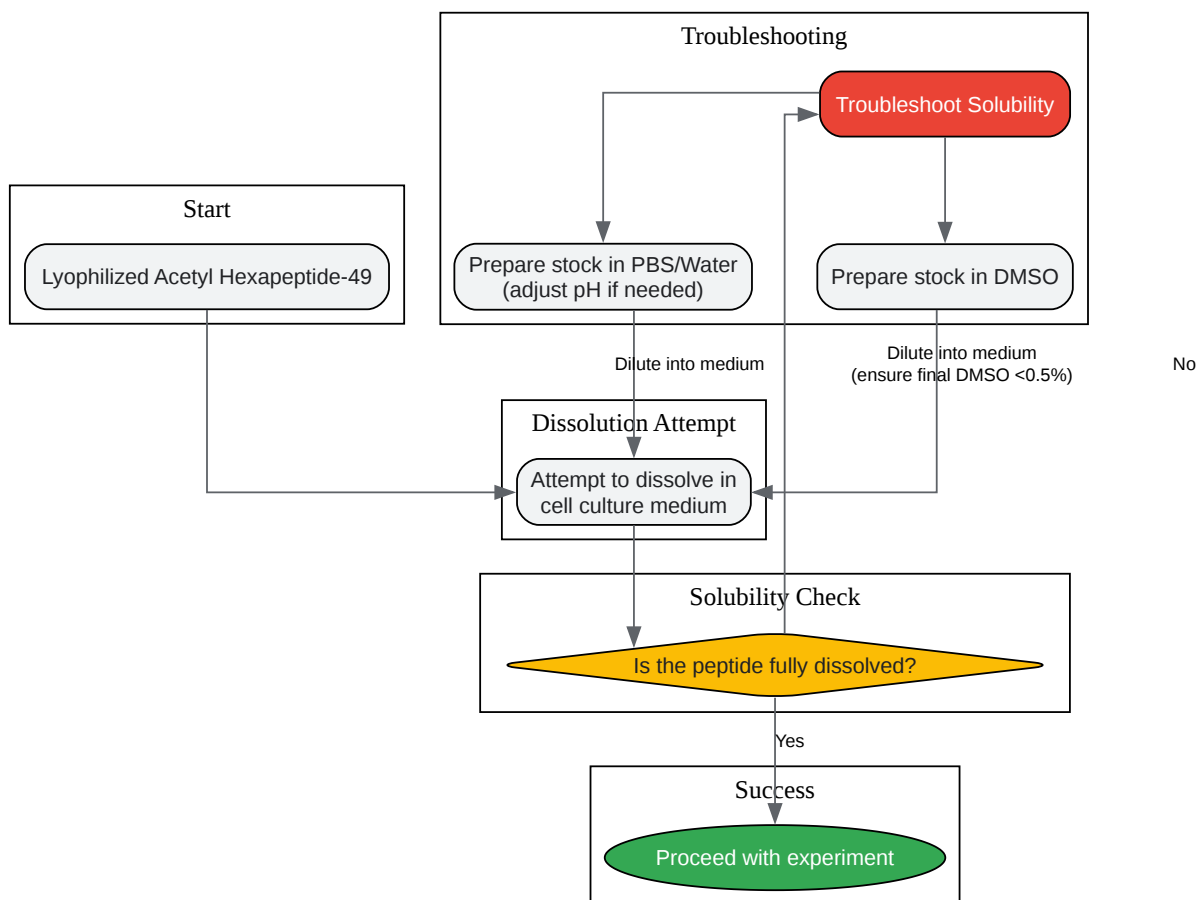 Troubleshooting
Troubleshoot Solubility
Start
Lyophilized Acetyl Hexapeptide-49
Prepare stock in PBS/Water
(adjust pH if needed)
Prepare stock in DMSO
Dilute into medium
Dilute into medium
(ensure final DMSO <0.5%)
No
Dissolution Attempt
Attempt to dissolve in
cell culture medium
Solubility Check
Is the peptide fully dissolved?
Yes
Success
Proceed with experiment